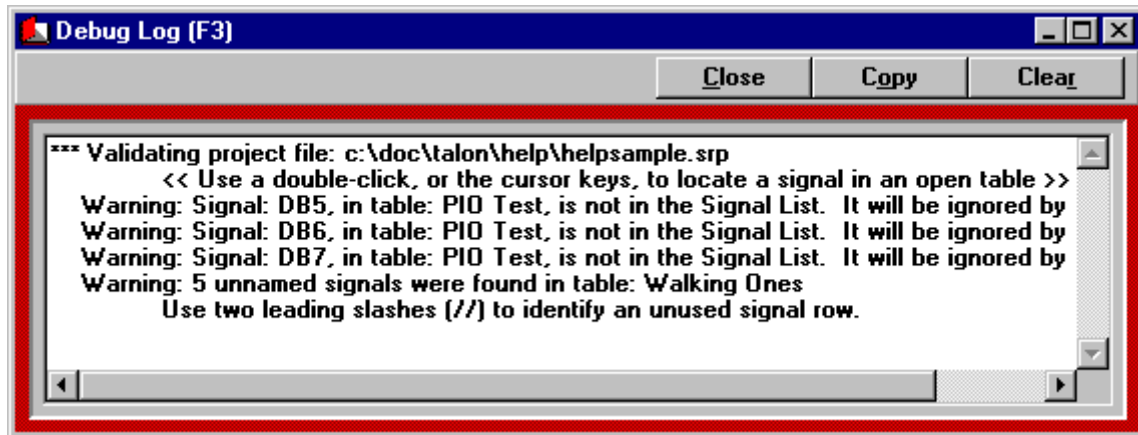 Debug Log (F3)
Close Copy Clear
*** Validating project file: c:\doc\talon\help\helpsample.srp
<< Use a double-click, or the cursor keys, to locate a signal in an open table >>
Warning: Signal: DB5, in table: PIO Test, is not in the Signal List.  It will be ignored by
Warning: Signal: DB6, in table: PIO Test, is not in the Signal List.  It will be ignored by
Warning: Signal: DB7, in table: PIO Test, is not in the Signal List.  It will be ignored by
Warning: 5 unnamed signals were found in table: Walking Ones
Use two leading slashes (//) to identify an unused signal row.